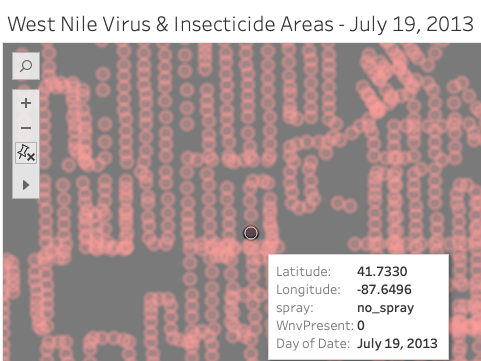 West Nile Virus & Insecticide Areas - July 19, 2013
Latitude: 41.7330
Longitude: -87.6496
spray: no_spray
WnvPresent: 0
Day of Date: July 19, 2013